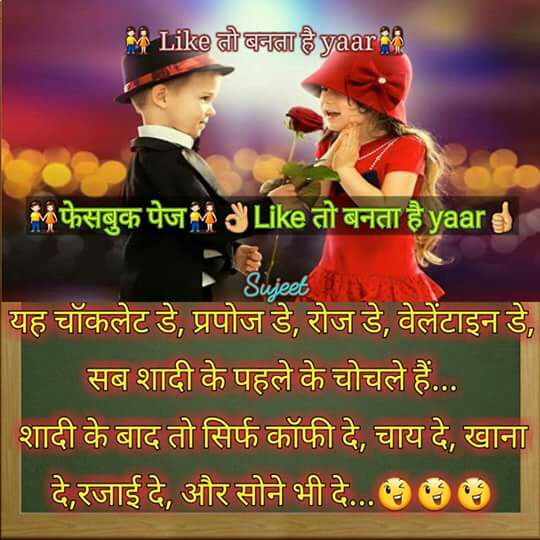 👫 Like तो बनता है yaar 👫
👫फेसबुक पेज👫👌Like तो बनता है yaar👍
Sujeet
यह चॉकलेट डे, प्रपोज डे, रोज डे, वेलेंटाइन डे,
सब शादी के पहले के चोचले हैं...
शादी के बाद तो सिर्फ कॉफी दे, चाय दे, खाना
दे,रजाई दे, और सोने भी दे...😉😉😉